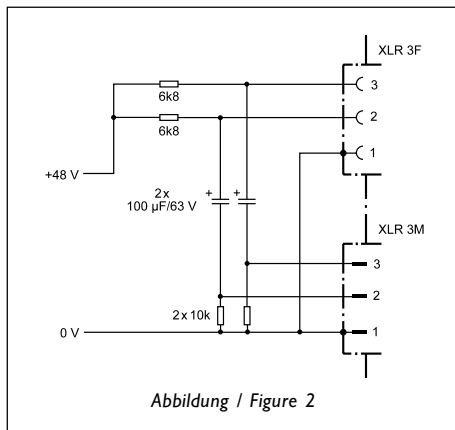 XLR 3F
3
6k8
2
6k8
1
+48 V
2x
100 µF/63 V
+ +
XLR 3M
3
2
2 x 10k
0 V
1
Abbildung / Figure 2